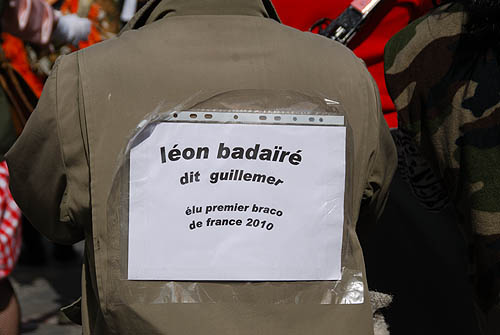 léon badaïré
dit guillemer
élu premier braco
de france 2010